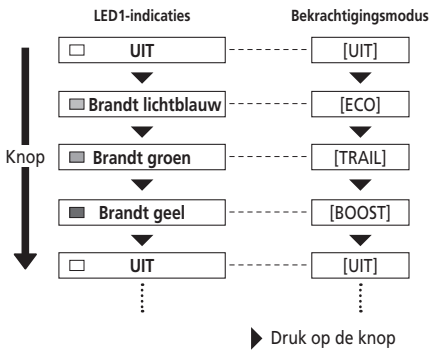 LED1-indicaties Bekrachtigingsmodus
UIT [UIT]
Brandt lichtblauw [ECO]
Knop Brandt groen [TRAIL]
Brandt geel [BOOST]
UIT [UIT]
Druk op de knop